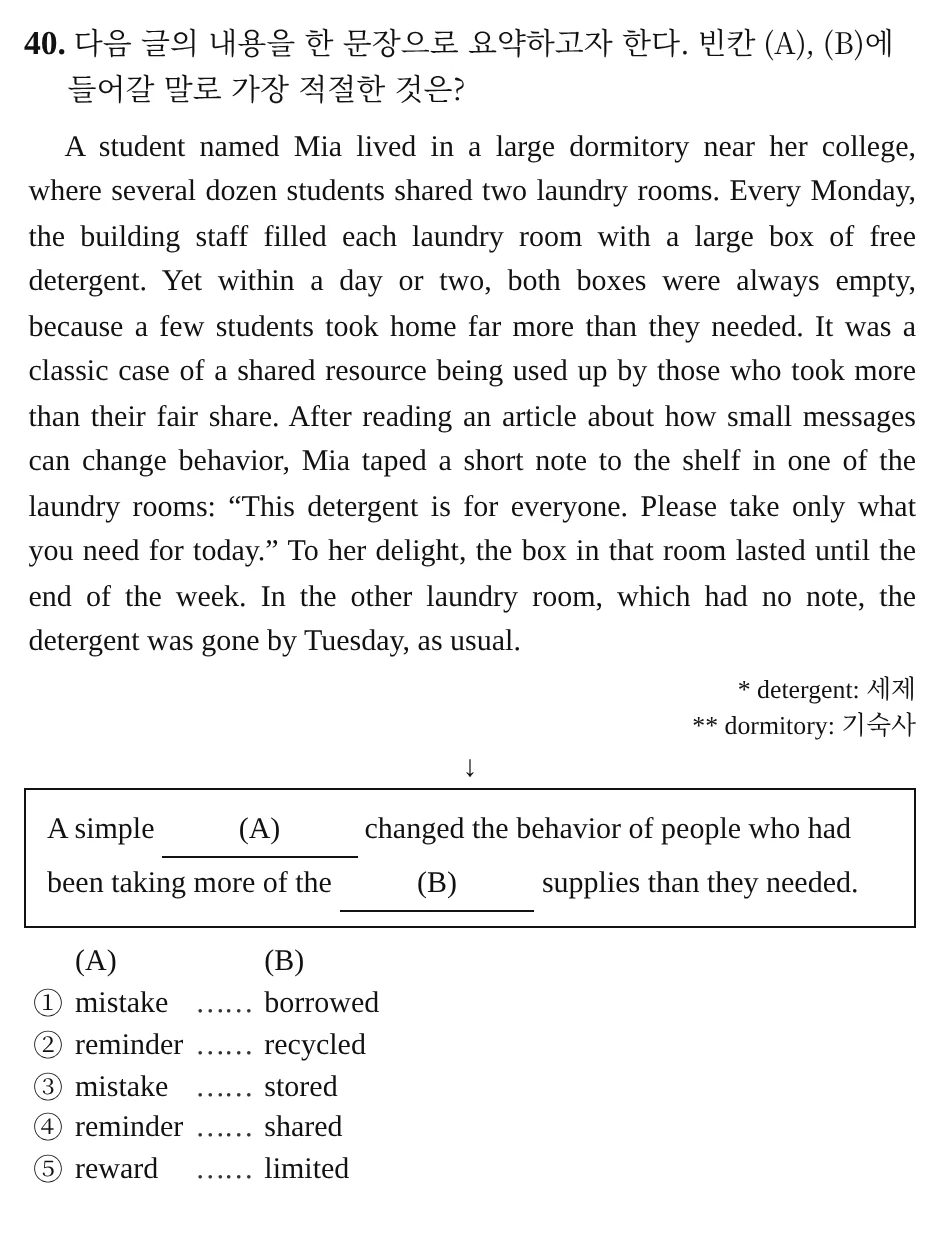 40. 다음 글의 내용을 한 문장으로 요약하고자 한다. 빈칸 (A), (B)에
들어갈 말로 가장 적절한 것은?
A student named Mia lived in a large dormitory near her college,
where several dozen students shared two laundry rooms. Every Monday,
the building staff filled each laundry room with a large box of free
detergent. Yet within a day or two, both boxes were always empty,
because a few students took home far more than they needed. It was a
classic case of a shared resource being used up by those who took more
than their fair share. After reading an article about how small messages
can change behavior, Mia taped a short note to the shelf in one of the
laundry rooms: “This detergent is for everyone. Please take only what
you need for today.” To her delight, the box in that room lasted until the
end of the week. In the other laundry room, which had no note, the
detergent was gone by Tuesday, as usual.
* detergent: 세제
** dormitory: 기숙사
↓
A simple (A) changed the behavior of people who had
been taking more of the (B) supplies than they needed.
(A) (B)
① mistake …… borrowed
② reminder …… recycled
③ mistake …… stored
④ reminder …… shared
⑤ reward …… limited